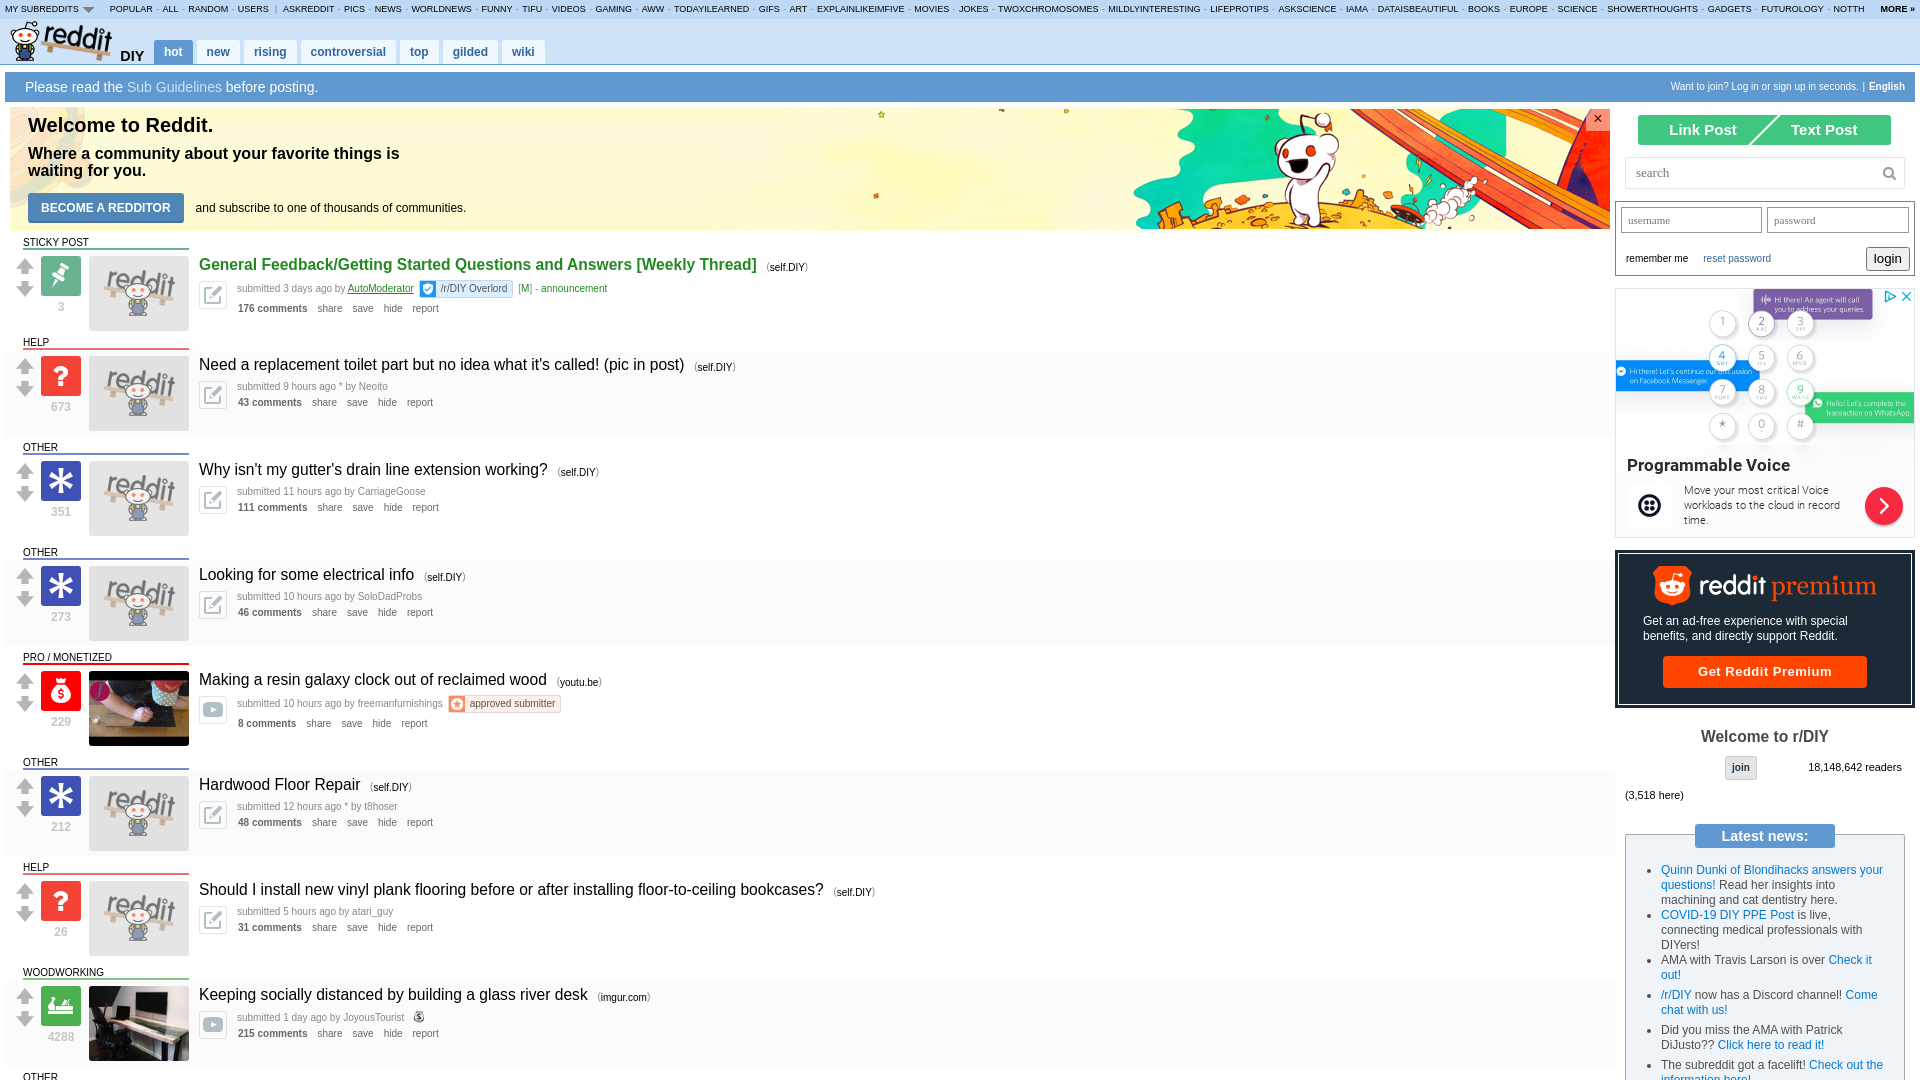 MY SUBREDDITS POPULAR - ALL - RANDOM - USERS | ASKREDDIT - PICS - NEWS - WORLDNEWS - FUNNY - TIFU - VIDEOS - GAMING - AWW - TODAYILEARNED - GIFS - ART - EXPLAINLIKEIMFIVE - MOVIES - JOKES - TWOXCHROMOSOMES - MILDLYINTERESTING - LIFEPROTIPS - ASKSCIENCE - IAMA - DATAISBEAUTIFUL - BOOKS - EUROPE - SCIENCE - SHOWERTHOUGHTS - GADGETS - FUTUROLOGY - NOTTH MORE »
reddit DIY hot new rising controversial top gilded wiki
Please read the Sub Guidelines before posting.
Want to join? Log in or sign up in seconds. | English
Welcome to Reddit.
Where a community about your favorite things is
waiting for you.
BECOME A REDDITOR and subscribe to one of thousands of communities.
×
STICKY POST
3
reddit
General Feedback/Getting Started Questions and Answers [Weekly Thread] (self.DIY)
submitted 3 days ago by AutoModerator /r/DIY Overlord [M] - announcement
176 comments share save hide report
HELP
?
673
reddit
Need a replacement toilet part but no idea what it's called! (pic in post) (self.DIY)
submitted 9 hours ago * by Neoito
43 comments share save hide report
OTHER
351
reddit
Why isn't my gutter's drain line extension working? (self.DIY)
submitted 11 hours ago by CarriageGoose
111 comments share save hide report
OTHER
273
reddit
Looking for some electrical info (self.DIY)
submitted 10 hours ago by SoloDadProbs
46 comments share save hide report
PRO / MONETIZED
$
229
Making a resin galaxy clock out of reclaimed wood (youtu.be)
submitted 10 hours ago by freemanfurnishings approved submitter
8 comments share save hide report
OTHER
212
reddit
Hardwood Floor Repair (self.DIY)
submitted 12 hours ago * by t8hoser
48 comments share save hide report
HELP
?
26
reddit
Should I install new vinyl plank flooring before or after installing floor-to-ceiling bookcases? (self.DIY)
submitted 5 hours ago by atari_guy
31 comments share save hide report
WOODWORKING
4288
Keeping socially distanced by building a glass river desk (imgur.com)
submitted 1 day ago by JoyousTourist
215 comments share save hide report
OTHER
Link Post Text Post
search
username password
remember me reset password login
Hi there! An agent will call
you to address your queries.
1 2 3
4 5 6
Hi there! Let's continue our discussion
on Facebook Messenger.
7 8 9
Hello! Let's complete the
transaction on WhatsApp.
* 0 #
Programmable Voice
Move your most critical Voice
workloads to the cloud in record
time.
reddit premium
Get an ad-free experience with special
benefits, and directly support Reddit.
Get Reddit Premium
Welcome to r/DIY
join 18,148,642 readers
(3,518 here)
Latest news:
Quinn Dunki of Blondihacks answers your
questions! Read her insights into
machining and cat dentistry here.
COVID-19 DIY PPE Post is live,
connecting medical professionals with
DIYers!
AMA with Travis Larson is over Check it
out!
/r/DIY now has a Discord channel! Come
chat with us!
Did you miss the AMA with Patrick
DiJusto?? Click here to read it!
The subreddit got a facelift! Check out the
information here!